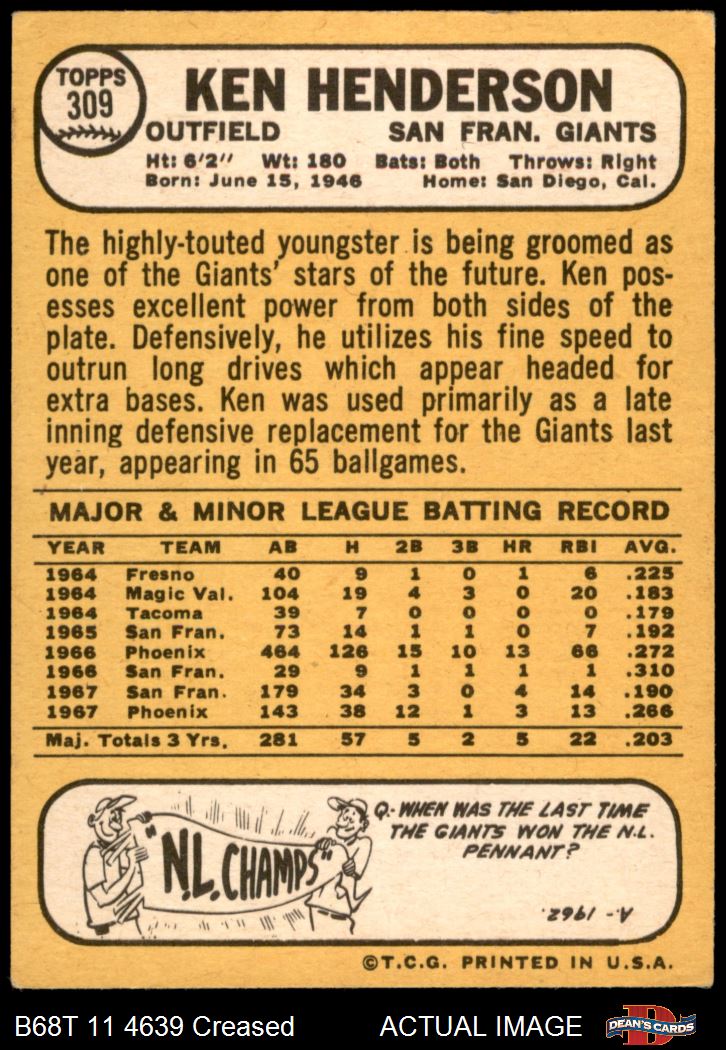 TOPPS
309
KEN HENDERSON
OUTFIELD SAN FRAN. GIANTS
Ht: 6'2" Wt: 180 Bats: Both Throws: Right
Born: June 15, 1946 Home: San Diego, Cal.
The highly-touted youngster is being groomed as
one of the Giants' stars of the future. Ken pos-
esses excellent power from both sides of the
plate. Defensively, he utilizes his fine speed to
outrun long drives which appear headed for
extra bases. Ken was used primarily as a late
inning defensive replacement for the Giants last
year, appearing in 65 ballgames.
MAJOR & MINOR LEAGUE BATTING RECORD
YEAR TEAM AB H 2B 3B HR RBI AVG.
1964 Fresno 40 9 1 0 1 6 .225
1964 Magic Val. 104 19 4 3 0 20 .183
1964 Tacoma 39 7 0 0 0 0 .179
1965 San Fran. 73 14 1 1 0 7 .192
1966 Phoenix 464 126 15 10 13 66 .272
1966 San Fran. 29 9 1 1 1 1 .310
1967 San Fran. 179 34 3 0 4 14 .190
1967 Phoenix 143 38 12 1 3 13 .266
Maj. Totals 3 Yrs. 281 57 5 2 5 22 .203
"N.L. CHAMPS"
Q.- WHEN WAS THE LAST TIME
THE GIANTS WON THE N.L.
PENNANT?
A- 1962.
©T.C.G. PRINTED IN U.S.A.
B68T 11 4639 Creased ACTUAL IMAGE
B
DEAN'S CARDS